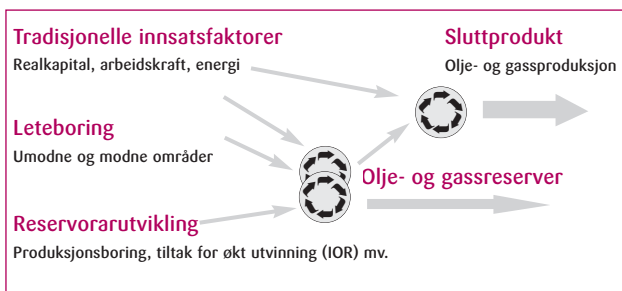 Tradisjonelle innsatsfaktorer
Realkapital, arbeidskraft, energi
Sluttprodukt
Olje- og gassproduksjon
Leteboring
Umodne og modne områder
Olje- og gassreserver
Reservorarutvikling
Produksjonsboring, tiltak for økt utvinning (IOR) mv.